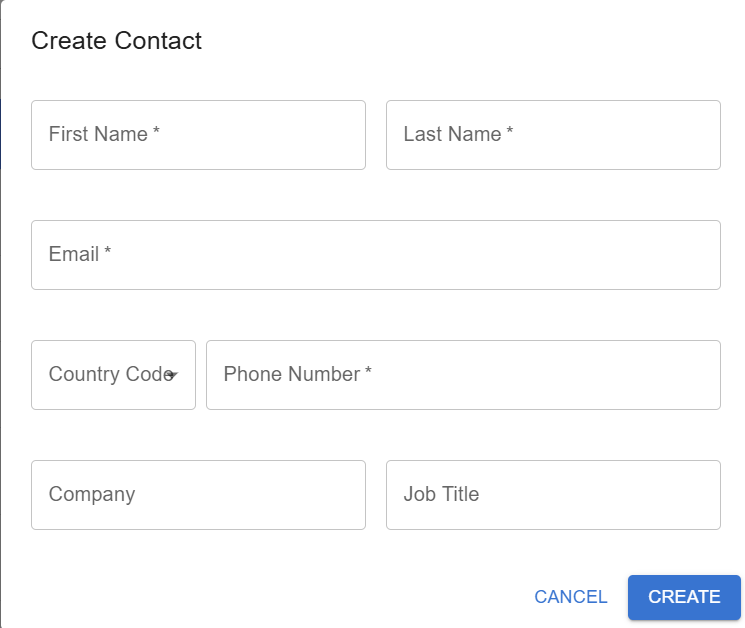 Create Contact
First Name *
Last Name *
Email *
Country Code
Phone Number *
Company
Job Title
CANCEL
CREATE